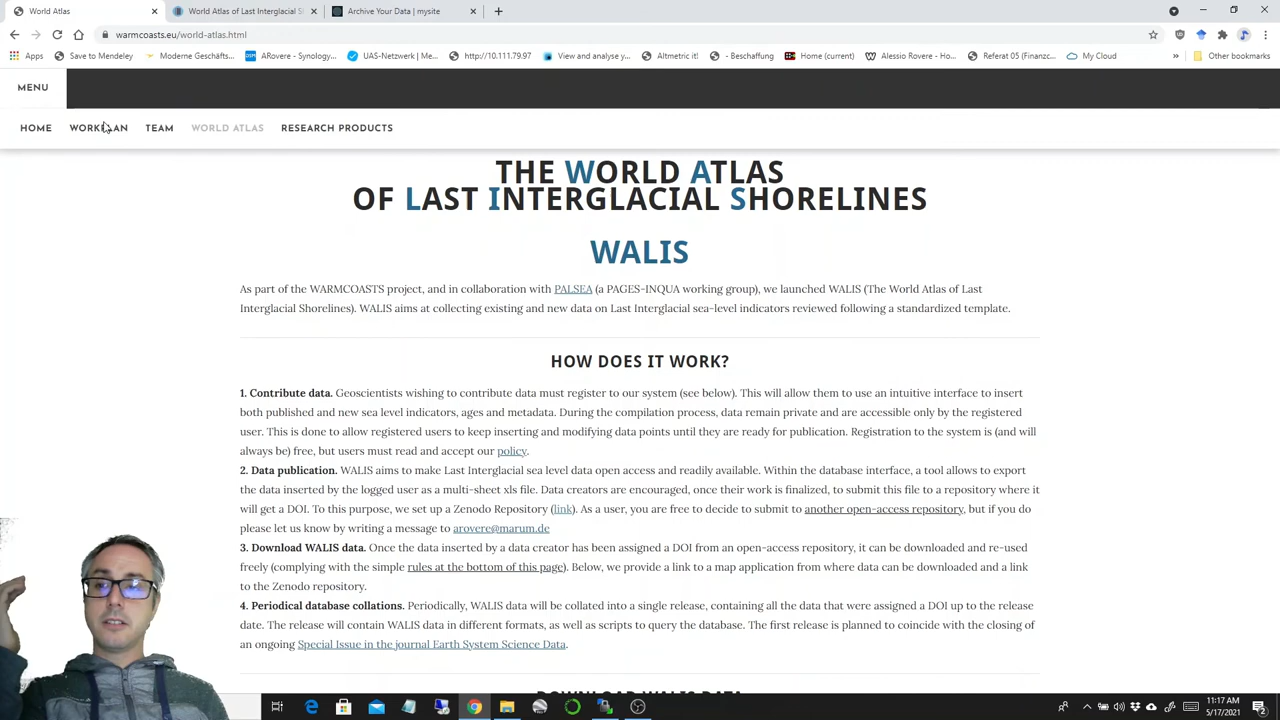 World Atlas
World Atlas of Last Interglacial S
Archive Your Data | mysite
warmcoasts.eu/world-atlas.html
Apps
Save to Mendeley
Moderne Geschäfts...
ARovere - Synology...
UAS-Netzwerk | Me...
http://10.111.79.97
View and analyse y...
Altmetric it!
- Beschaffung
Home (current)
Alessio Rovere - Ho...
Referat 05 (Finanzc...
My Cloud
»
Other bookmarks
MENU
HOME
WORKPLAN
TEAM
WORLD ATLAS
RESEARCH PRODUCTS
THE WORLD ATLAS
OF LAST INTERGLACIAL SHORELINES
WALIS
As part of the WARMCOASTS project, and in collaboration with PALSEA (a PAGES-INQUA working group), we launched WALIS (The World Atlas of Last
Interglacial Shorelines). WALIS aims at collecting existing and new data on Last Interglacial sea-level indicators reviewed following a standardized template.
HOW DOES IT WORK?
1. Contribute data. Geoscientists wishing to contribute data must register to our system (see below). This will allow them to use an intuitive interface to insert
both published and new sea level indicators, ages and metadata. During the compilation process, data remain private and are accessible only by the registered
user. This is done to allow registered users to keep inserting and modifying data points until they are ready for publication. Registration to the system is (and will
always be) free, but users must read and accept our policy.
2. Data publication. WALIS aims to make Last Interglacial sea level data open access and readily available. Within the database interface, a tool allows to export
the data inserted by the logged user as a multi-sheet xls file. Data creators are encouraged, once their work is finalized, to submit this file to a repository where it
will get a DOI. To this purpose, we set up a Zenodo Repository (link). As a user, you are free to decide to submit to another open-access repository, but if you do
please let us know by writing a message to arovere@marum.de
3. Download WALIS data. Once the data inserted by a data creator has been assigned a DOI from an open-access repository, it can be downloaded and re-used
freely (complying with the simple rules at the bottom of this page). Below, we provide a link to a map application from where data can be downloaded and a link
to the Zenodo repository.
4. Periodical database collations. Periodically, WALIS data will be collated into a single release, containing all the data that were assigned a DOI up to the release
date. The release will contain WALIS data in different formats, as well as scripts to query the database. The first release is planned to coincide with the closing of
an ongoing Special Issue in the journal Earth System Science Data.
DOWNLOAD WALIS DATA
11:17 AM
5/17/2021